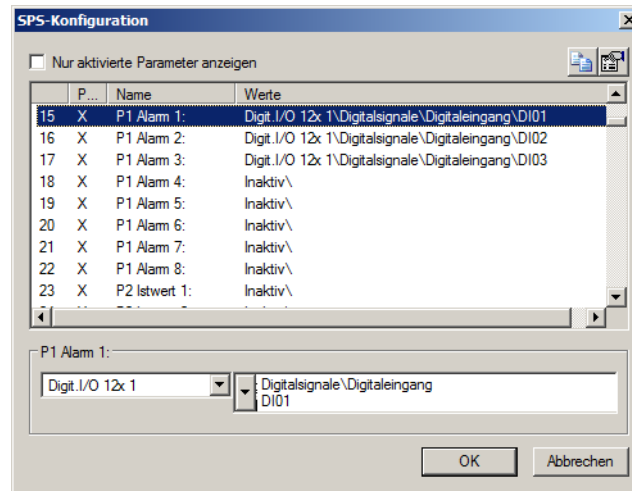 SPS-Konfiguration
Nur aktivierte Parameter anzeigen
P... Name Werte
15 X P1 Alarm 1: Digit.I/O 12x 1\Digitalsignale\Digitaleingang\DI01
16 X P1 Alarm 2: Digit.I/O 12x 1\Digitalsignale\Digitaleingang\DI02
17 X P1 Alarm 3: Digit.I/O 12x 1\Digitalsignale\Digitaleingang\DI03
18 X P1 Alarm 4: Inaktiv\
19 X P1 Alarm 5: Inaktiv\
20 X P1 Alarm 6: Inaktiv\
21 X P1 Alarm 7: Inaktiv\
22 X P1 Alarm 8: Inaktiv\
23 X P2 Istwert 1: Inaktiv\
P1 Alarm 1:
Digit.I/O 12x 1 Digitalsignale\Digitaleingang
DI01
OK Abbrechen